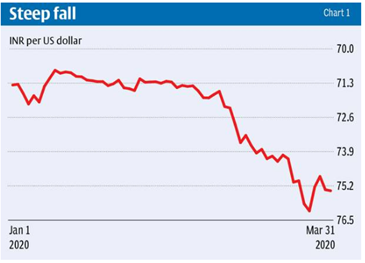 Steep fall
Chart 1
INR per US dollar
70.0
71.3
72.6
73.9
75.2
76.5
Jan 1
2020
Mar 31
2020